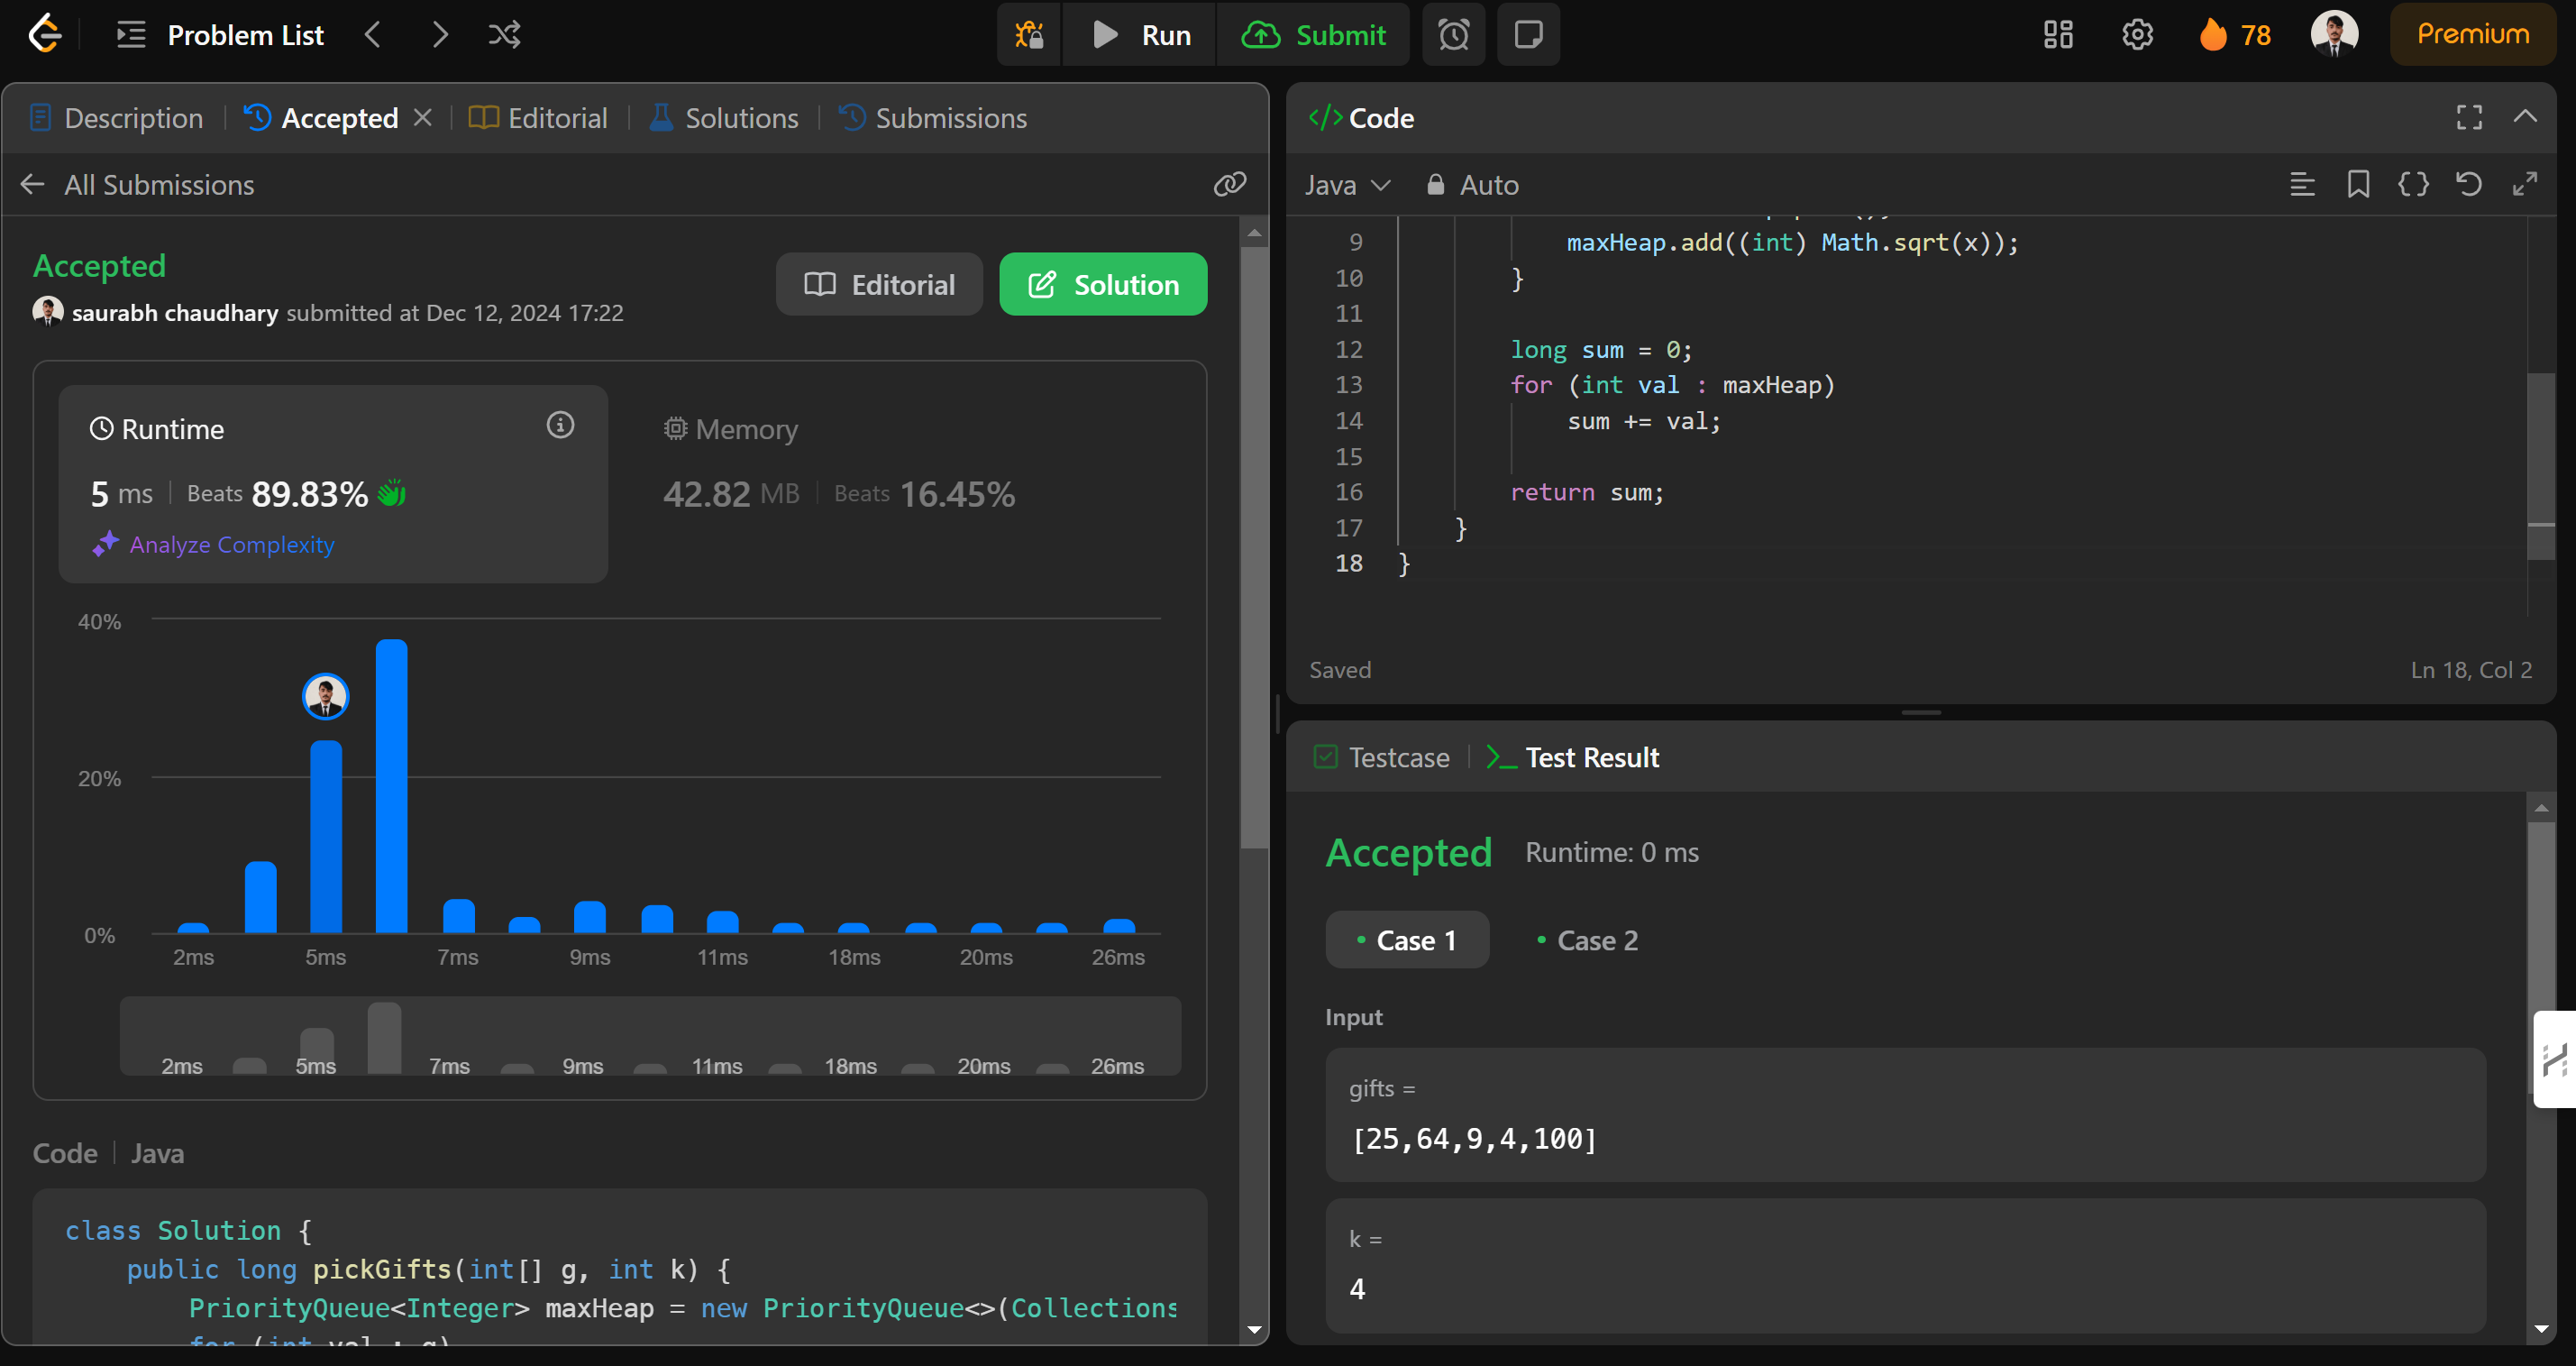 Problem List
Run
Submit
78
Premium
Description
Accepted
Editorial
Solutions
Submissions
All Submissions
Accepted
saurabh chaudhary submitted at Dec 12, 2024 17:22
Editorial
Solution
Runtime
5 ms
Beats 89.83%
Analyze Complexity
Memory
42.82 MB
Beats 16.45%
40%
20%
0%
2ms 5ms 7ms 9ms 11ms 18ms 20ms 26ms
2ms 5ms 7ms 9ms 11ms 18ms 20ms 26ms
Code
Java
class Solution {
public long pickGifts(int[] g, int k) {
PriorityQueue<Integer> maxHeap = new PriorityQueue<>(Collections
for (int val : g)
</> Code
Java
Auto
9 maxHeap.add((int) Math.sqrt(x));
10 }
11
12 long sum = 0;
13 for (int val : maxHeap)
14 sum += val;
15
16 return sum;
17 }
18 }
Saved
Ln 18, Col 2
Testcase
Test Result
Accepted
Runtime: 0 ms
Case 1
Case 2
Input
gifts =
[25,64,9,4,100]
k =
4